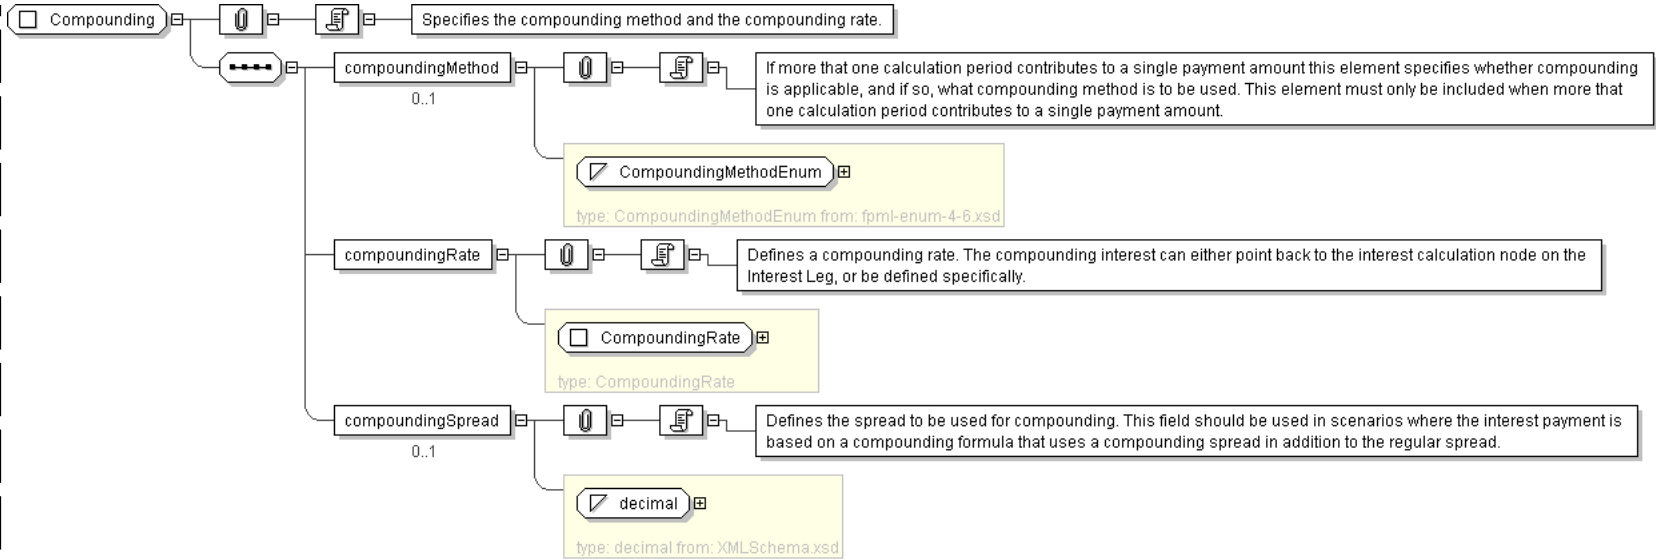 Compounding
Specifies the compounding method and the compounding rate.
compoundingMethod
0..1
If more that one calculation period contributes to a single payment amount this element specifies whether compounding
is applicable, and if so, what compounding method is to be used. This element must only be included when more that
one calculation period contributes to a single payment amount.
CompoundingMethodEnum
type: CompoundingMethodEnum from: fpml-enum-4-6.xsd
compoundingRate
Defines a compounding rate. The compounding interest can either point back to the interest calculation node on the
Interest Leg, or be defined specifically.
CompoundingRate
type: CompoundingRate
compoundingSpread
0..1
Defines the spread to be used for compounding. This field should be used in scenarios where the interest payment is
based on a compounding formula that uses a compounding spread in addition to the regular spread.
decimal
type: decimal from: XMLSchema.xsd